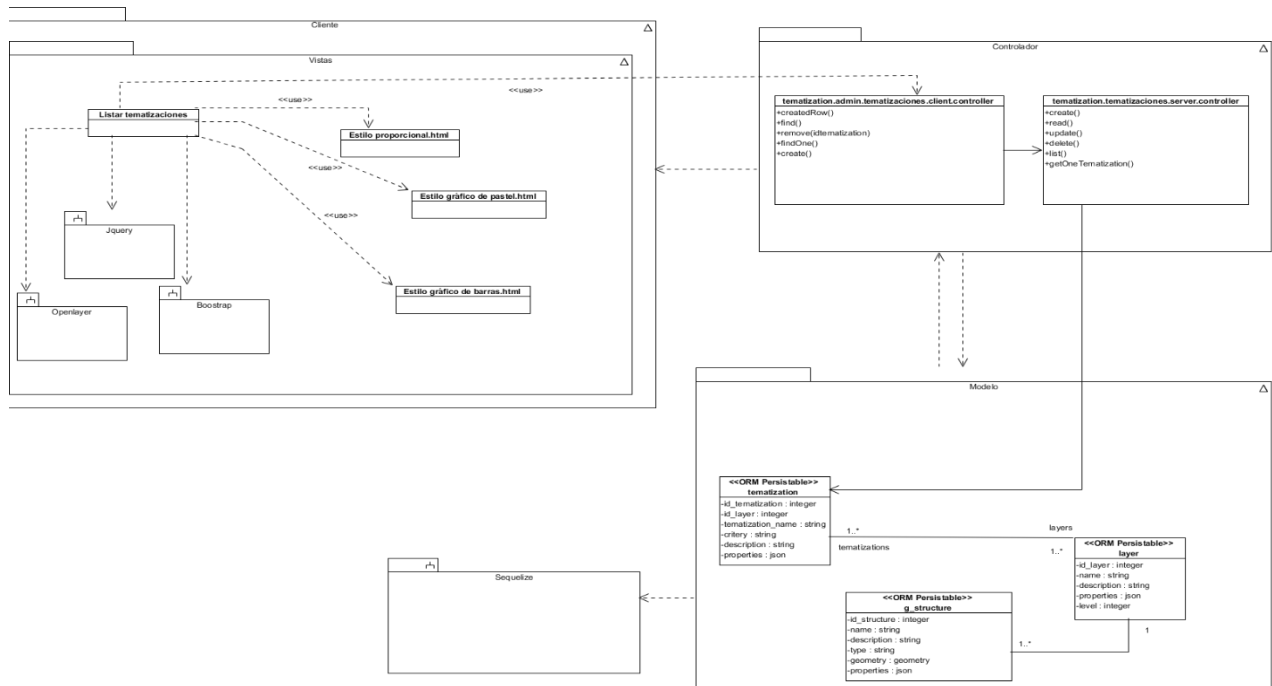 Cliente
Vistas
Listar tematizaciones
<<use>>
<<use>>
<<use>>
<<use>>
Estilo proporcional.html
Estilo gràfico de pastel.html
Estilo gràfico de barras.html
Jquery
Openlayer
Boostrap
Controlador
tematization.admin.tematizaciones.client.controller
+createdRow()
+find()
+remove(idtematization)
+findOne()
+create()
tematization.tematizaciones.server.controller
+create()
+read()
+update()
+delete()
+list()
+getOneTematization()
Modelo
<<ORM Persistable>>
tematization
-id_tematization : integer
-id_layer : integer
-tematization_name : string
-critery : string
-description : string
-properties : json
1..*
tematizations
layers
1..*
<<ORM Persistable>>
layer
-id_layer : integer
-name : string
-description : string
-properties : json
-level : integer
1
1..*
<<ORM Persistable>>
g_structure
-id_structure : integer
-name : string
-description : string
-type : string
-geometry : geometry
-properties : json
Sequelize